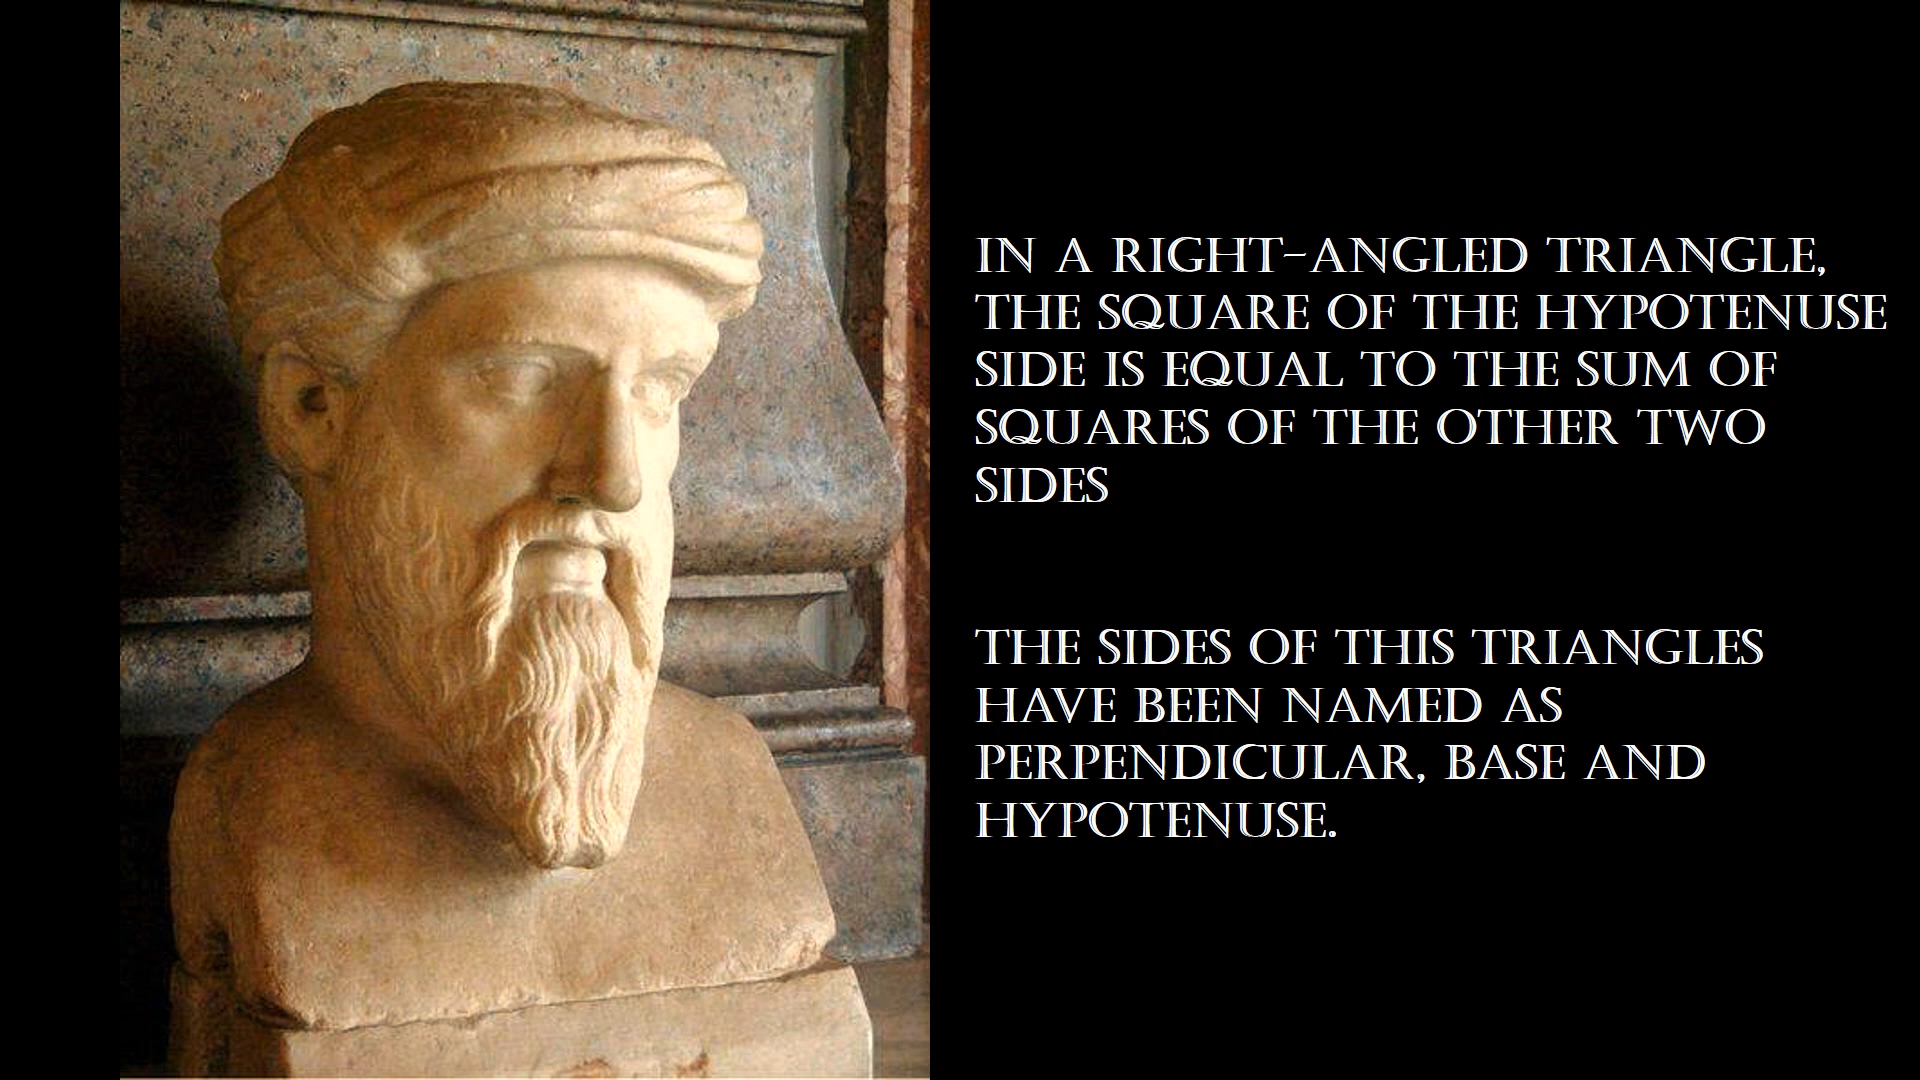 IN A RIGHT-ANGLED TRIANGLE,
THE SQUARE OF THE HYPOTENUSE
SIDE IS EQUAL TO THE SUM OF
SQUARES OF THE OTHER TWO
SIDES
THE SIDES OF THIS TRIANGLES
HAVE BEEN NAMED AS
PERPENDICULAR, BASE AND
HYPOTENUSE.